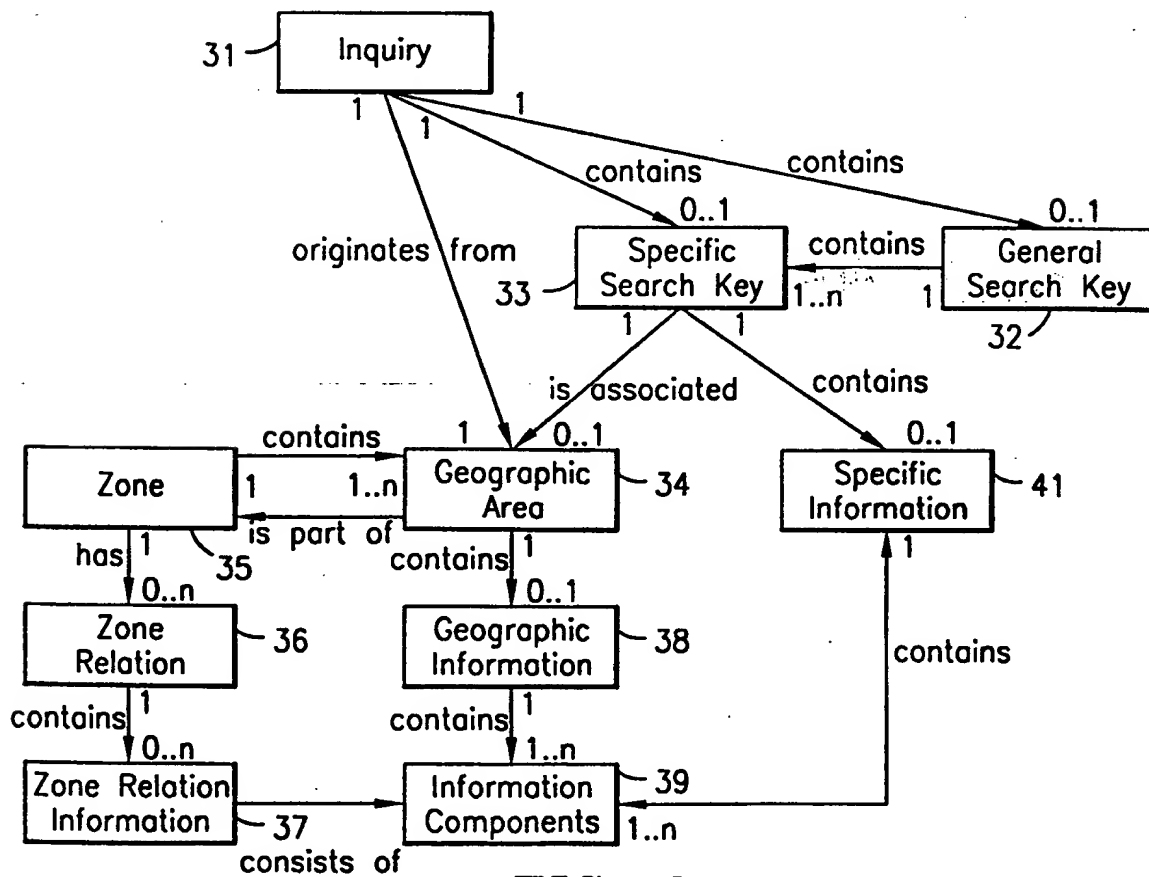 31
Inquiry
1
1
1
contains
contains
0..1
0..1
originates from
Specific
Search Key
contains
General
Search Key
33
1..n
1
32
1
1
is associated
contains
contains
1
0..1
0..1
Zone
1
1..n
Geographic
Area
34
Specific
Information
41
is part of
has
1
35
contains
1
1
0..n
0..1
Zone
Relation
36
Geographic
Information
38
contains
contains
1
contains
1
0..n
1..n
Zone Relation
Information
37
Information
Components
39
1..n
consists of